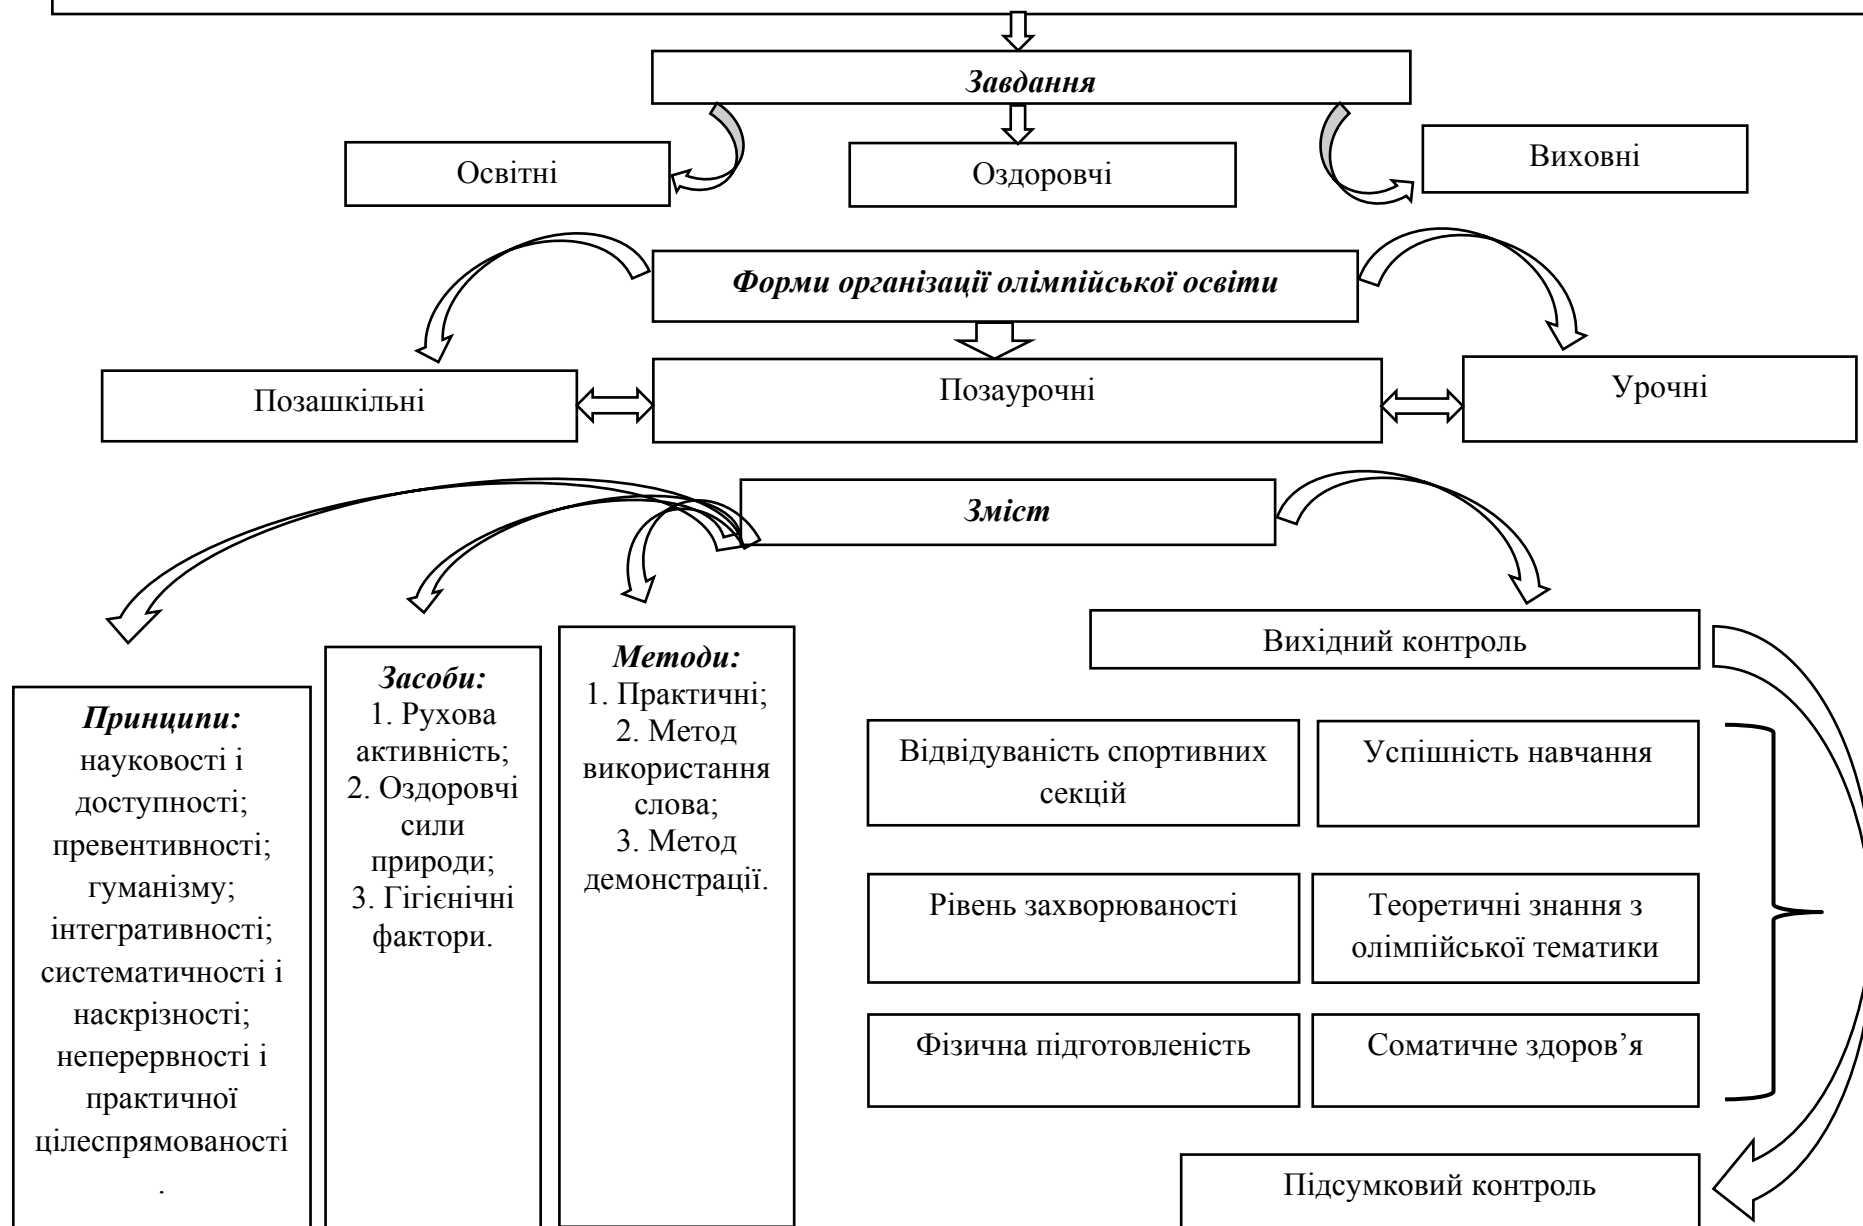 Завдання
Освітні
Оздоровчі
Виховні
Форми організації олімпійської освіти
Позашкільні
Позаурочні
Урочні
Зміст
Принципи:
науковості і
доступності;
превентивності;
гуманізму;
інтегративності;
систематичності і
наскрізності;
неперервності і
практичної
цілеспрямованості
.
Засоби:
1. Рухова
активність;
2. Оздоровчі
сили
природи;
3. Гігієнічні
фактори.
Методи:
1. Практичні;
2. Метод
використання
слова;
3. Метод
демонстрації.
Вихідний контроль
Відвідуваність спортивних
секцій
Успішність навчання
Рівень захворюваності
Теоретичні знання з
олімпійської тематики
Фізична підготовленість
Соматичне здоров’я
Підсумковий контроль